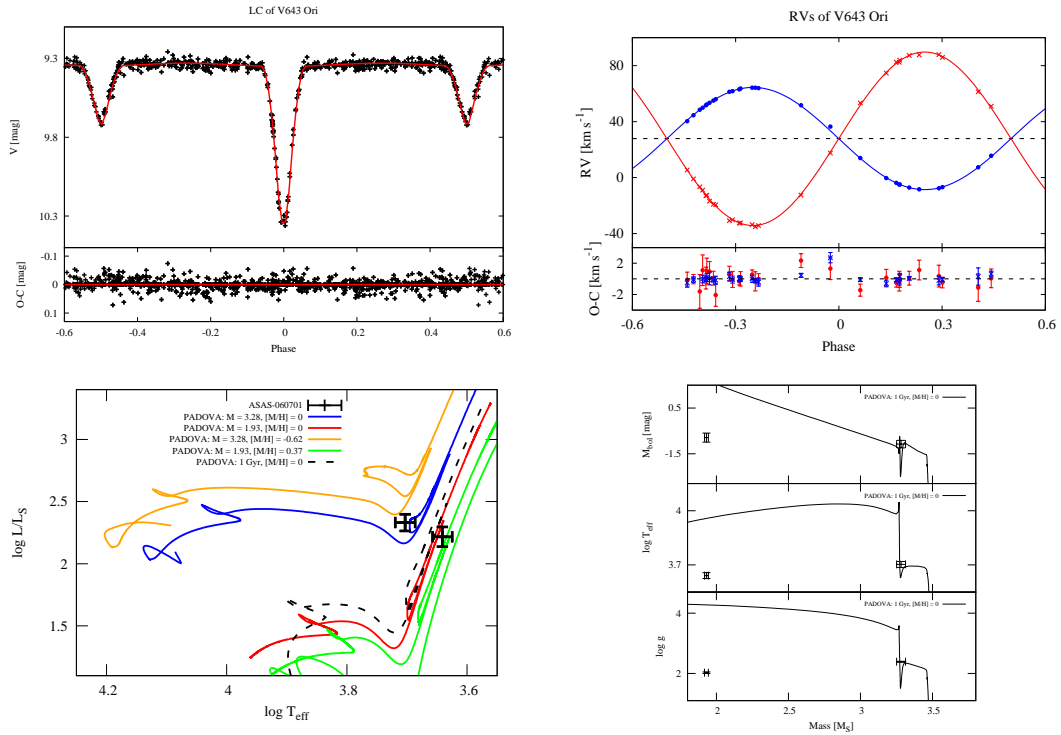 LC of V643 Ori
V [mag]
9.3
9.8
10.3
O-C [mag]
-0.1
0
0.1
-0.6 -0.4 -0.2 0 0.2 0.4 0.6
Phase
RVs of V643 Ori
RV [km s-1]
80
40
0
-40
O-C [km s-1]
2
0
-2
-0.6 -0.3 0 0.3 0.6
Phase
ASAS-060701
PADOVA: M = 3.28, [M/H] = 0
PADOVA: M = 1.93, [M/H] = 0
PADOVA: M = 3.28, [M/H] = -0.62
PADOVA: M = 1.93, [M/H] = 0.37
PADOVA: 1 Gyr, [M/H] = 0
log L/LS
3
2.5
2
1.5
4.2 4 3.8 3.6
log Teff
PADOVA: 1 Gyr, [M/H] = 0
Mbol [mag]
0.5
-1.5
PADOVA: 1 Gyr, [M/H] = 0
log Teff
4
3.7
PADOVA: 1 Gyr, [M/H] = 0
log g
4
2
2 2.5 3 3.5
Mass [MS]